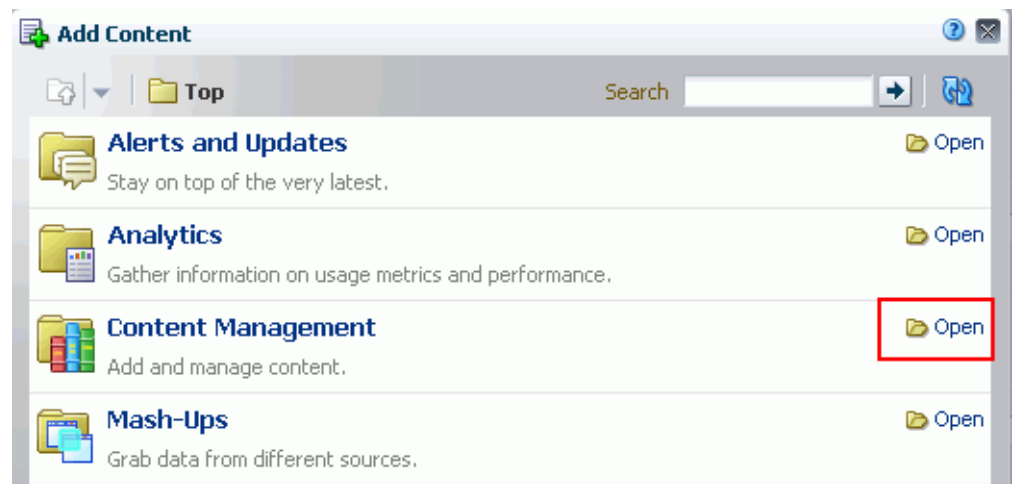 Add Content
Top Search
Alerts and Updates Open
Stay on top of the very latest.
Analytics Open
Gather information on usage metrics and performance.
Content Management Open
Add and manage content.
Mash-Ups Open
Grab data from different sources.